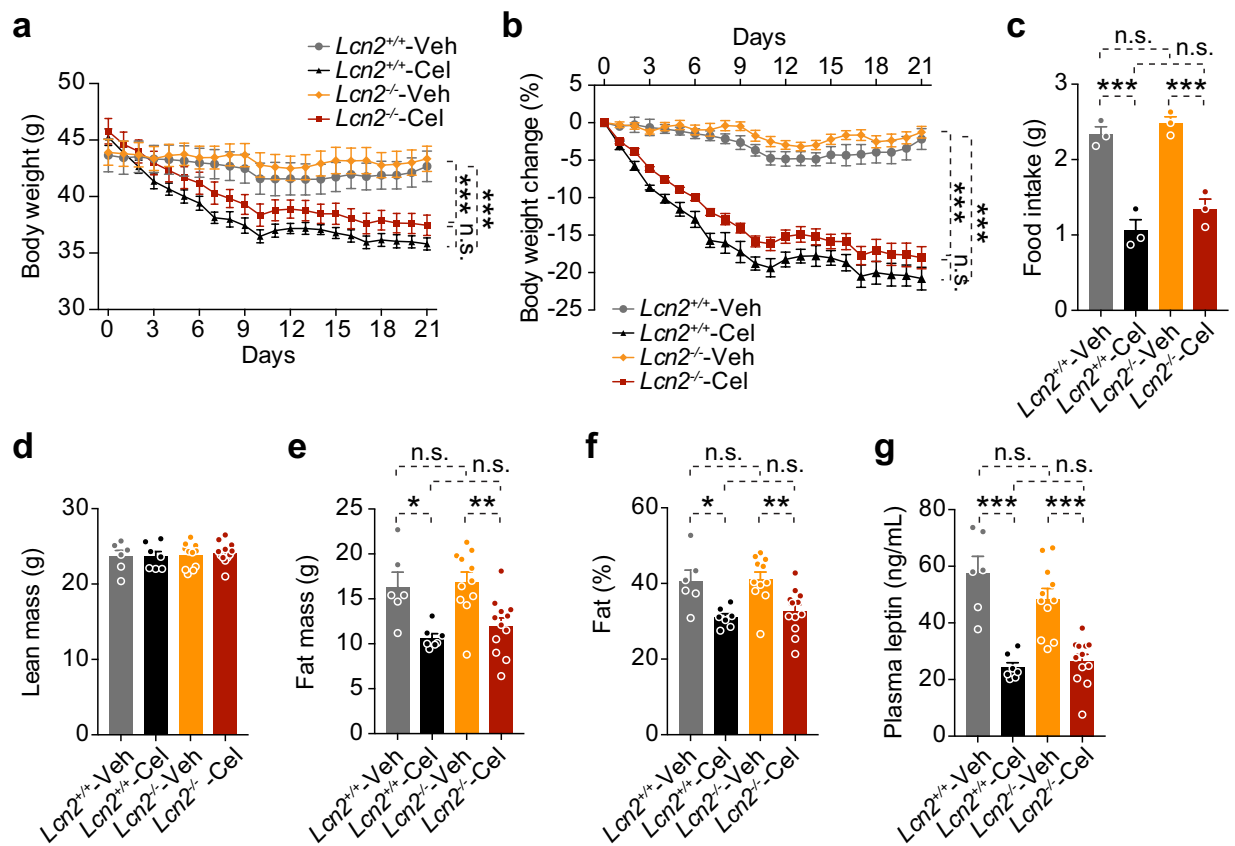 a
Lcn2+/+-Veh
Lcn2+/+-Cel
Lcn2-/--Veh
Lcn2-/--Cel
Body weight (g)
50
45
40
35
30
0 3 6 9 12 15 18 21
Days
*** n.s.
***
b
Days
0 3 6 9 12 15 18 21
Body weight change (%)
5
0
-5
-10
-15
-20
-25
*** n.s.
***
Lcn2+/+-Veh
Lcn2+/+-Cel
Lcn2-/--Veh
Lcn2-/--Cel
c
n.s.
n.s.
*** ***
Food intake (g)
3
2
1
0
Lcn2+/+-Veh
Lcn2+/+-Cel
Lcn2-/--Veh
Lcn2-/--Cel
d
Lean mass (g)
30
20
10
0
Lcn2+/+-Veh
Lcn2+/+-Cel
Lcn2-/--Veh
Lcn2-/--Cel
e
n.s.
n.s.
* **
Fat mass (g)
25
20
15
10
5
0
Lcn2+/+-Veh
Lcn2+/+-Cel
Lcn2-/--Veh
Lcn2-/--Cel
f
n.s.
n.s.
* **
Fat (%)
60
40
20
0
Lcn2+/+-Veh
Lcn2+/+-Cel
Lcn2-/--Veh
Lcn2-/--Cel
g
n.s.
n.s.
*** ***
Plasma leptin (ng/mL)
80
60
40
20
0
Lcn2+/+-Veh
Lcn2+/+-Cel
Lcn2-/--Veh
Lcn2-/--Cel